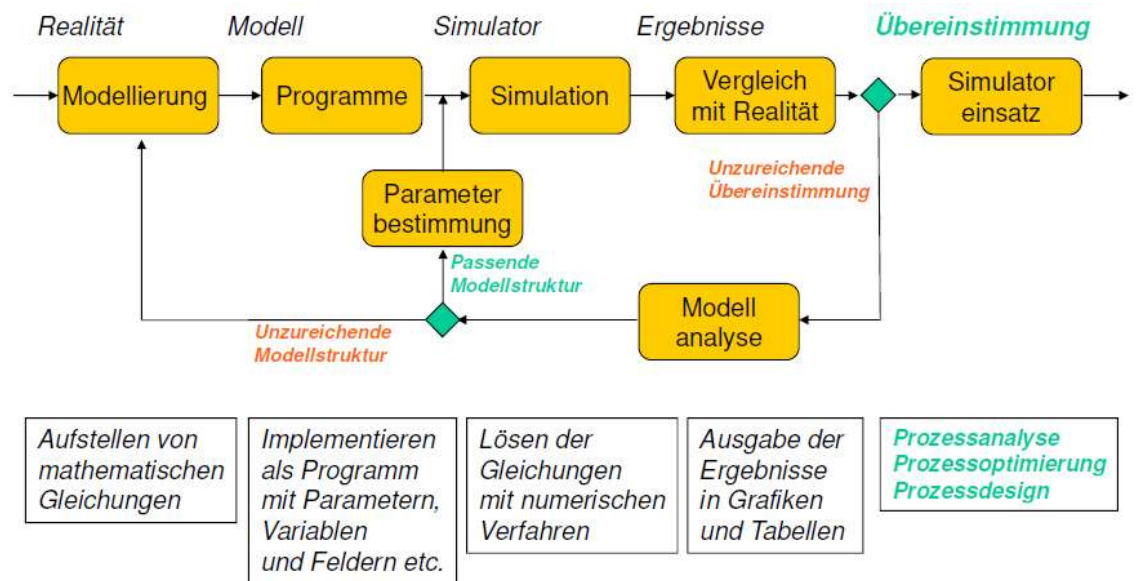 Realität
Modell
Simulator
Ergebnisse
Übereinstimmung
Modellierung
Programme
Simulation
Vergleich
mit Realität
Simulator
einsatz
Unzureichende
Übereinstimmung
Parameter
bestimmung
Passende
Modellstruktur
Modell
analyse
Unzureichende
Modellstruktur
Aufstellen von
mathematischen
Gleichungen
Implementieren
als Programm
mit Parametern,
Variablen
und Feldern etc.
Lösen der
Gleichungen
mit numerischen
Verfahren
Ausgabe der
Ergebnisse
in Grafiken
und Tabellen
Prozessanalyse
Prozessoptimierung
Prozessdesign